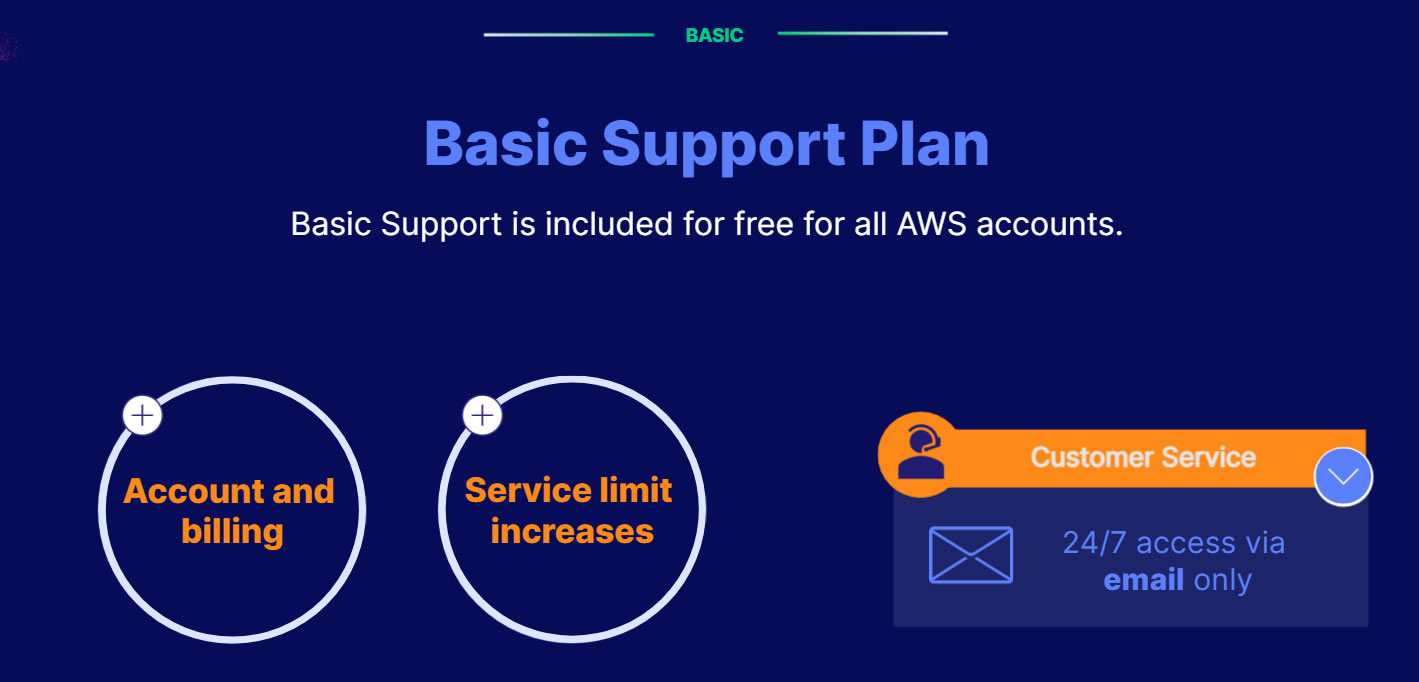 BASIC
Basic Support Plan
Basic Support is included for free for all AWS accounts.
Account and
billing
Service limit
increases
Customer Service
24/7 access via
email only